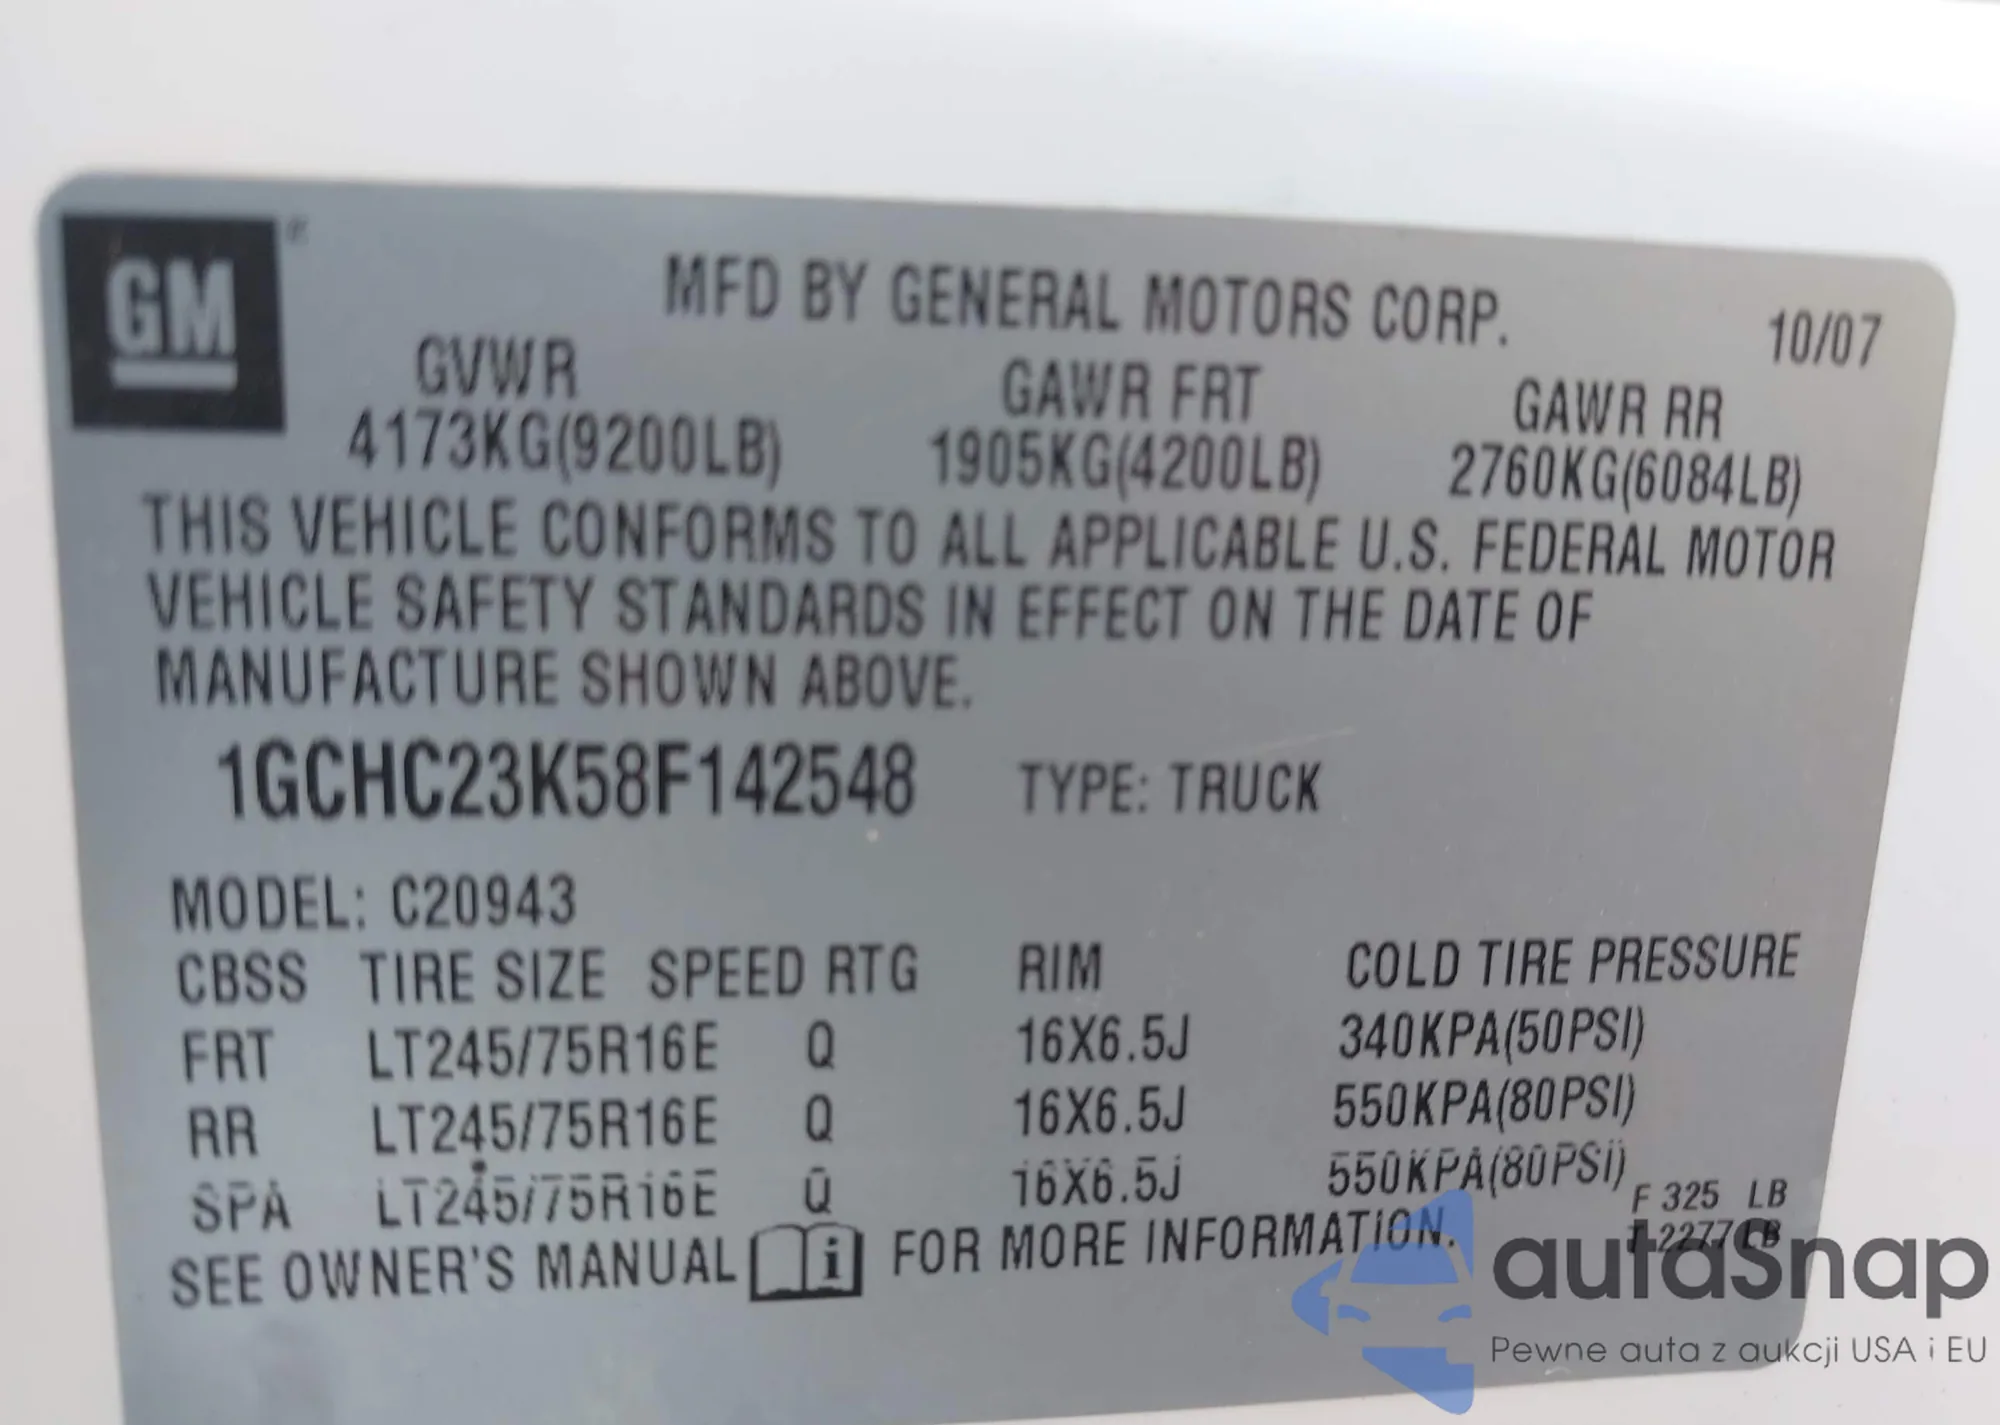 GM
MFD BY GENERAL MOTORS CORP. 10/07
GVWR GAWR FRT GAWR RR
4173KG(9200LB) 1905KG(4200LB) 2760KG(6084LB)
THIS VEHICLE CONFORMS TO ALL APPLICABLE U.S. FEDERAL MOTOR
VEHICLE SAFETY STANDARDS IN EFFECT ON THE DATE OF
MANUFACTURE SHOWN ABOVE.
1GCHC23K58F142548 TYPE: TRUCK
MODEL: C20943
CBSS TIRE SIZE SPEED RTG RIM COLD TIRE PRESSURE
FRT LT245/75R16E Q 16X6.5J 340KPA(50PSI)
RR LT245/75R16E Q 16X6.5J 550KPA(80PSI)
SPA LT245/75R16E Q 16X6.5J 550KPA(80PSI)
F 325 LB
2277 LB
SEE OWNER'S MANUAL i FOR MORE INFORMATION.
autaSnap
Pewne auta z aukcji USA i EU